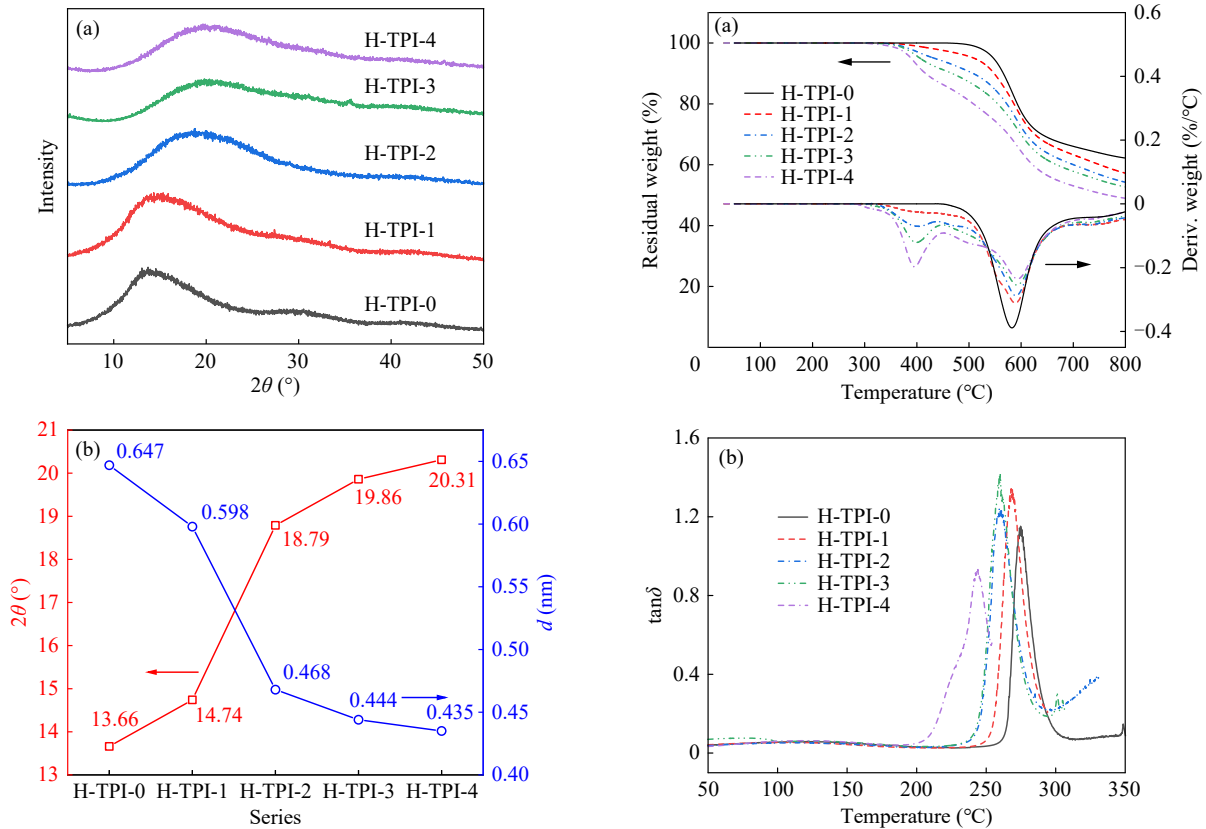 (a)
H-TPI-4
H-TPI-3
H-TPI-2
H-TPI-1
H-TPI-0
Intensity
10
20
30
40
50
2θ (°)
(a)
100
80
60
40
20
0
Residual weight (%)
H-TPI-0
H-TPI-1
H-TPI-2
H-TPI-3
H-TPI-4
0.6
0.4
0.2
0
−0.2
−0.4
Deriv. weight (%/°C)
100
200
300
400
500
600
700
800
Temperature (°C)
(b)
21
20
19
18
17
16
15
14
13
2θ (°)
0.647
0.598
0.468
0.444
0.435
13.66
14.74
18.79
19.86
20.31
0.65
0.60
0.55
0.50
0.45
0.40
d (nm)
H-TPI-0
H-TPI-1
H-TPI-2
H-TPI-3
H-TPI-4
Series
(b)
1.6
1.2
0.8
0.4
0
tanδ
H-TPI-0
H-TPI-1
H-TPI-2
H-TPI-3
H-TPI-4
50
100
150
200
250
300
350
Temperature (°C)